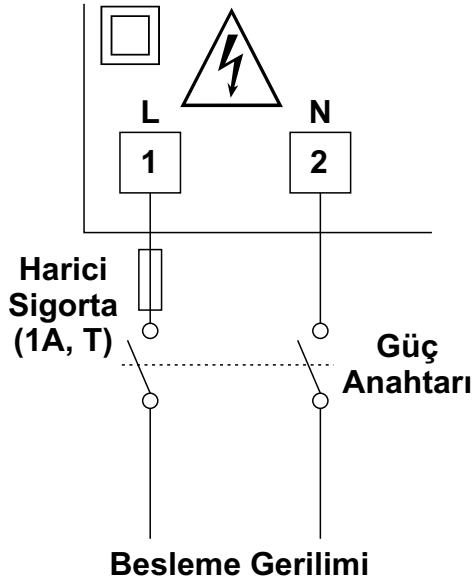 L
N
1
2
Harici
Sigorta
(1A, T)
Güç
Anahtarı
Besleme Gerilimi